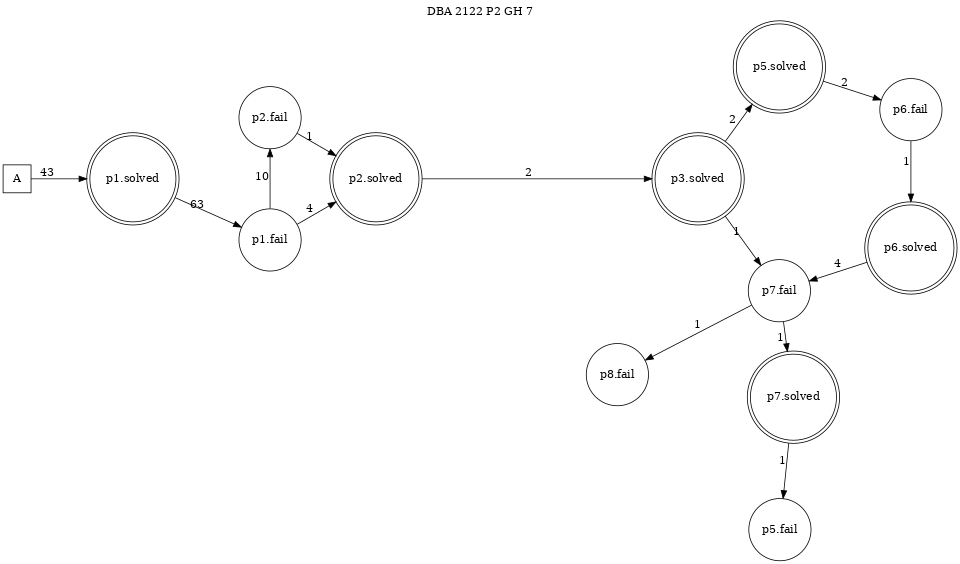 DBA 2122 P2 GH 7
p5.solved
2
p6.fail
p2.fail
2
1
1
A
43
p1.solved
10
p2.solved
2
p3.solved
63
4
p1.fail
1
p6.solved
4
p7.fail
1
1
p8.fail
p7.solved
1
p5.fail